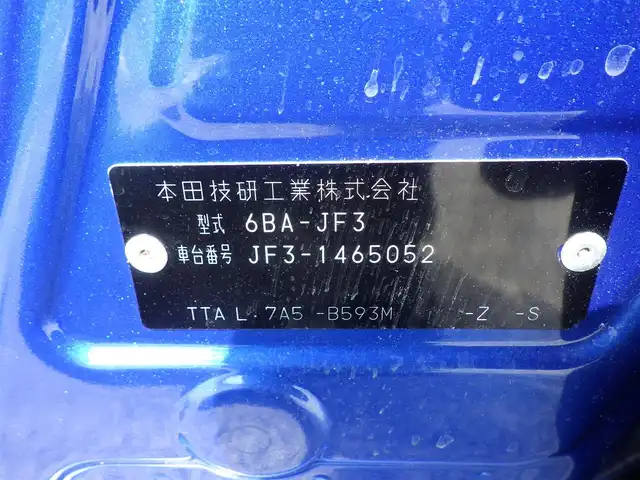 本田技研工業株式会社
型式 6BA-JF3
車台番号 JF3-1465052
TTA L.7A5 -B593M -Z -S